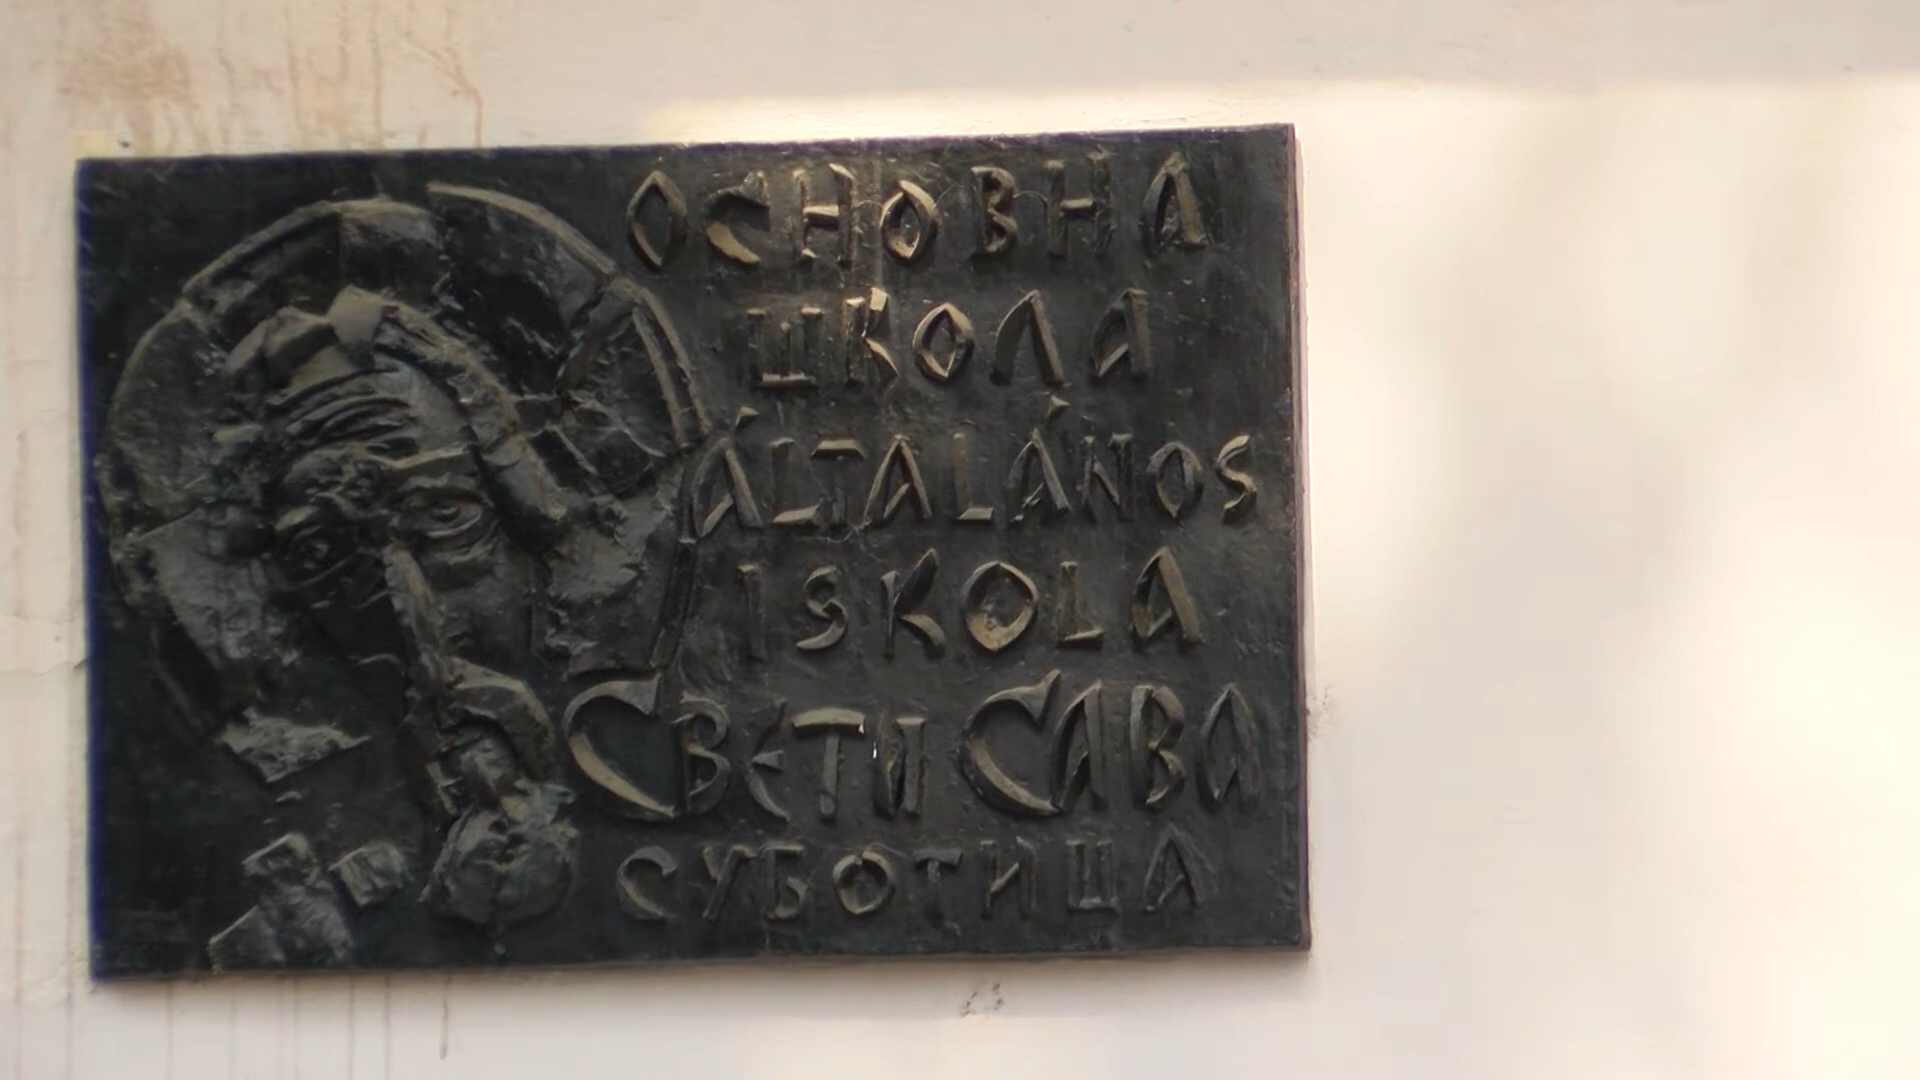 ОСНОВНА
ШКОЛА
ÁLTALÁNOS
ISKOLA
СВЕТИ САВА
СУБОТИЦА